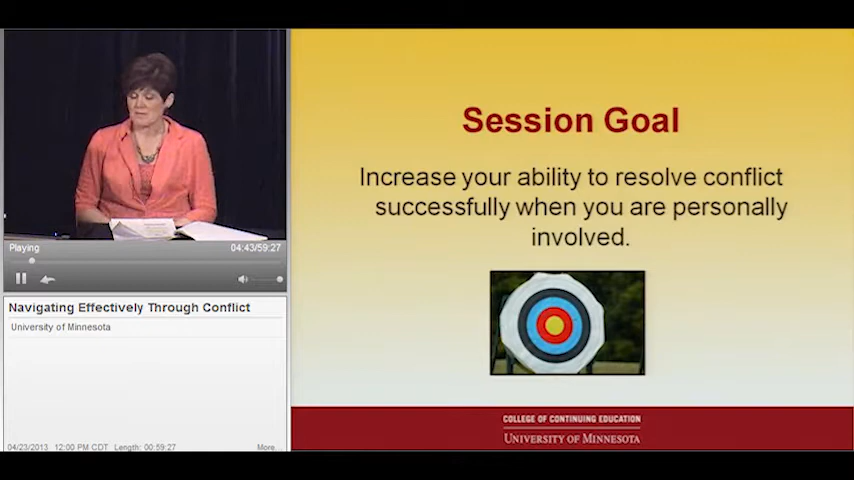 Playing
04:43/59:27
Navigating Effectively Through Conflict
University of Minnesota
04/23/2013 12:00 PM CDT Length: 00:59:27 More...
Session Goal
Increase your ability to resolve conflict
successfully when you are personally
involved.
COLLEGE OF CONTINUING EDUCATION
UNIVERSITY OF MINNESOTA